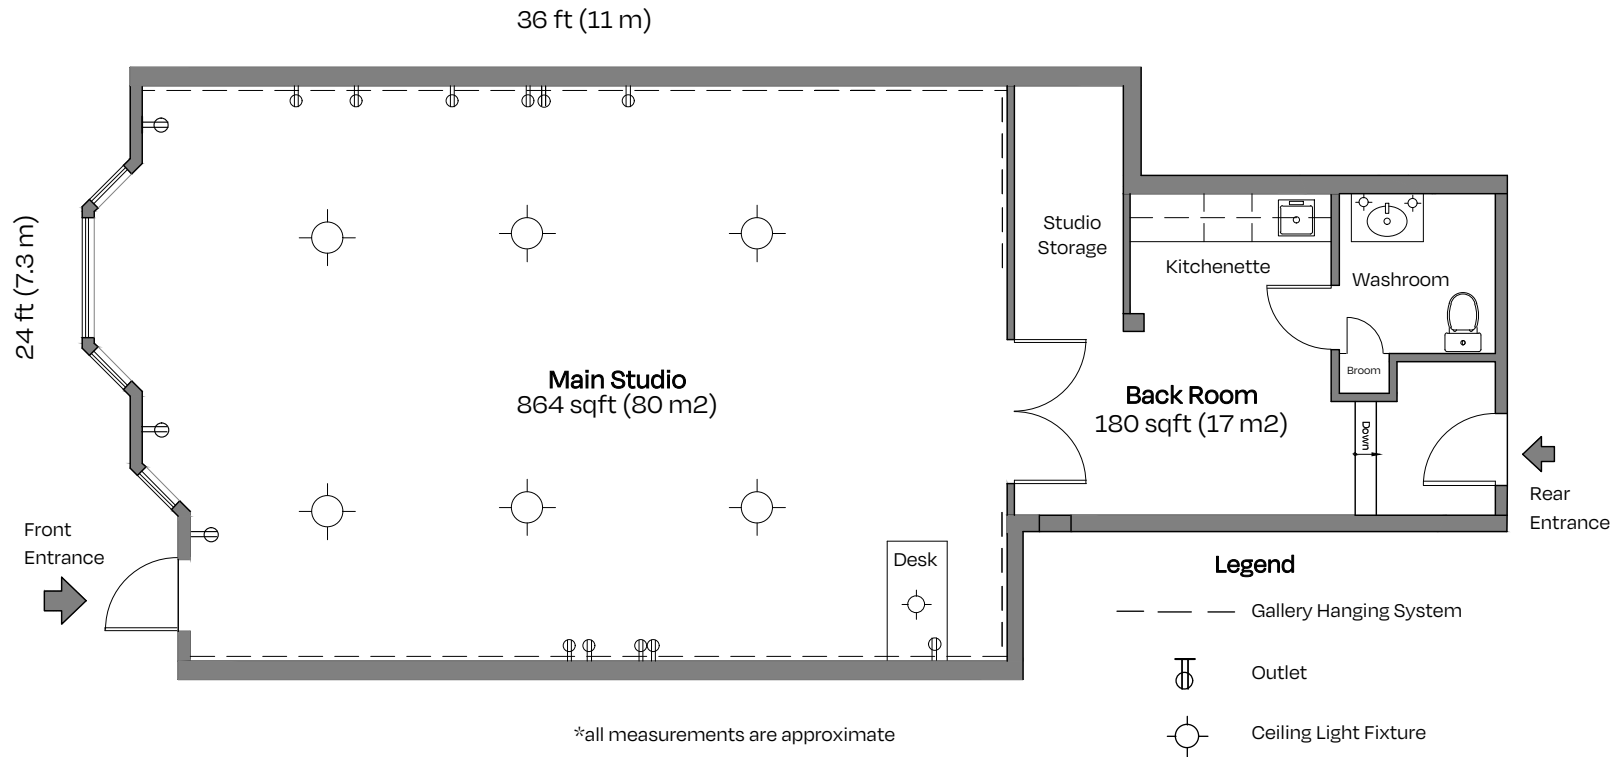 36 ft (11 m)
24 ft (7.3 m)
Studio
Storage
Kitchenette
Washroom
Broom
Main Studio
864 sqft (80 m2)
Back Room
180 sqft (17 m2)
Down
Rear
Entrance
Front
Entrance
Desk
Legend
Gallery Hanging System
Outlet
Ceiling Light Fixture
*all measurements are approximate